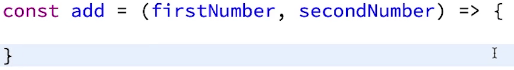 const add = (firstNumber, secondNumber) => {
}